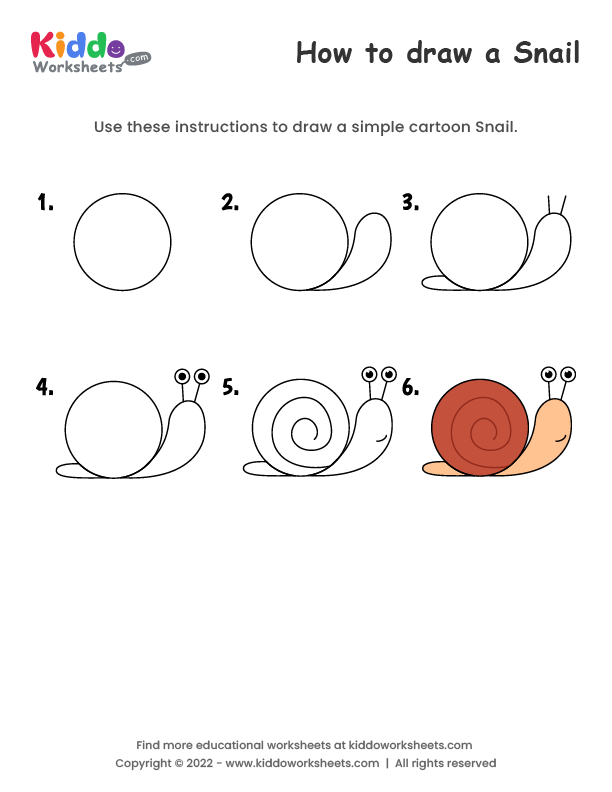 Kiddo
Worksheets .com
How to draw a Snail
Use these instructions to draw a simple cartoon Snail.
1. 2. 3.
4. 5. 6.
Find more educational worksheets at kiddoworksheets.com
Copyright © 2022 - www.kiddoworksheets.com | All rights reserved